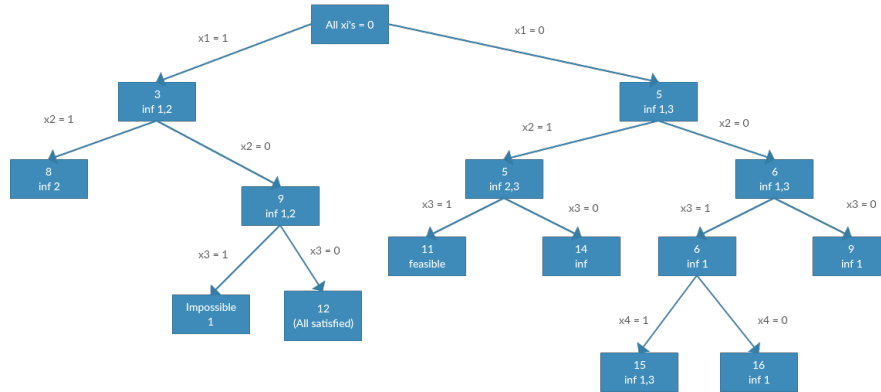 All xi's = 0
x1 = 1
x1 = 0
3
inf 1,2
5
inf 1,3
x2 = 1
x2 = 0
x2 = 1
x2 = 0
8
inf 2
9
inf 1,2
5
inf 2,3
6
inf 1,3
x3 = 1
x3 = 0
x3 = 1
x3 = 0
x3 = 1
x3 = 0
11
feasible
14
inf
6
inf 1
9
inf 1
Impossible
1
12
(All satisfied)
x4 = 1
x4 = 0
15
inf 1,3
16
inf 1